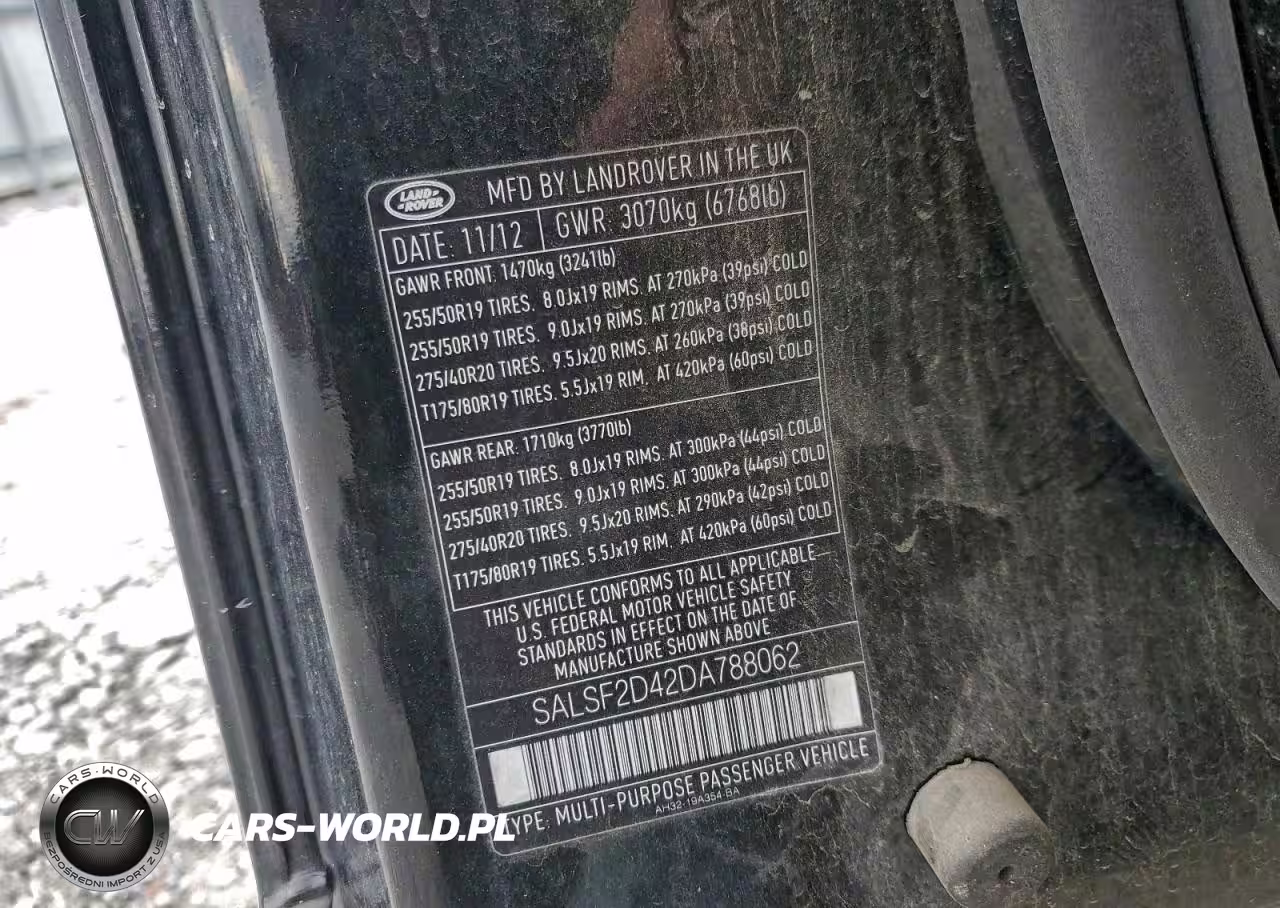 LAND ROVER
MFD BY LANDROVER IN THE UK
DATE: 11/12 GWR: 3070kg (6768lb)
GAWR FRONT. 1470kg (3241lb)
255/50R19 TIRES. 8.0Jx19 RIMS. AT 270kPa (39psi) COLD
255/50R19 TIRES. 9.0Jx19 RIMS. AT 270kPa (39psi) COLD
275/40R20 TIRES. 9.5Jx20 RIMS. AT 260kPa (38psi) COLD
T175/80R19 TIRES. 5.5Jx19 RIM. AT 420kPa (60psi) COLD
GAWR REAR: 1710kg (3770lb)
255/50R19 TIRES. 8.0Jx19 RIMS. AT 300kPa (44psi) COLD
255/50R19 TIRES. 9.0Jx19 RIMS. AT 300kPa (44psi) COLD
275/40R20 TIRES. 9.5Jx20 RIMS. AT 290kPa (42psi) COLD
T175/80R19 TIRES. 5.5Jx19 RIM. AT 420kPa (60psi) COLD
THIS VEHICLE CONFORMS TO ALL APPLICABLE
U.S. FEDERAL MOTOR VEHICLE SAFETY
STANDARDS IN EFFECT ON THE DATE OF
MANUFACTURE SHOWN ABOVE
SALSF2D42DA788062
TYPE: MULTI-PURPOSE PASSENGER VEHICLE
AH32-19A354-BA
CARS-WORLD
CW
BEZPOŚREDNI IMPORT Z USA
CARS-WORLD.PL